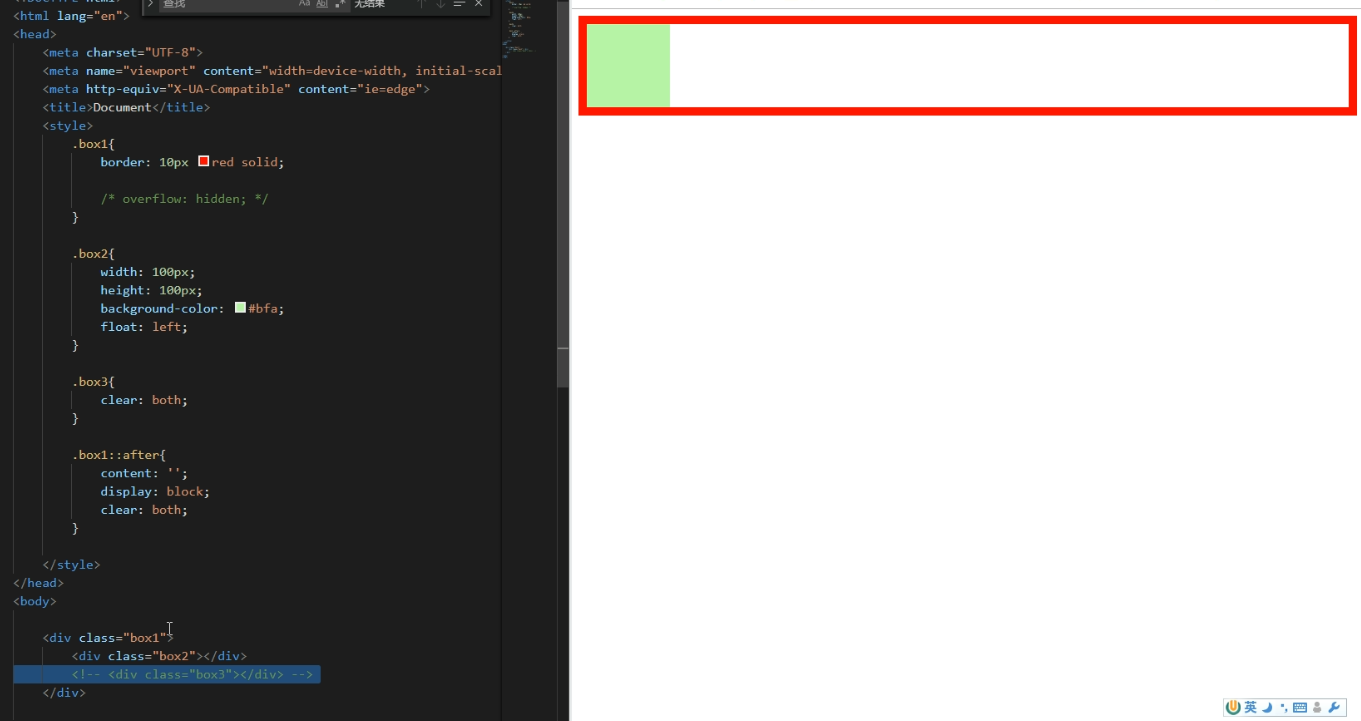 查找 Aa Abl .* 无结果
<html lang="en">
<head>
<meta charset="UTF-8">
<meta name="viewport" content="width=device-width, initial-scal
<meta http-equiv="X-UA-Compatible" content="ie=edge">
<title>Document</title>
<style>
.box1{
border: 10px red solid;
/* overflow: hidden; */
}
.box2{
width: 100px;
height: 100px;
background-color: #bfa;
float: left;
}
.box3{
clear: both;
}
.box1::after{
content: '';
display: block;
clear: both;
}
</style>
</head>
<body>
<div class="box1">
<div class="box2"></div>
<!-- <div class="box3"></div> -->
</div>
英